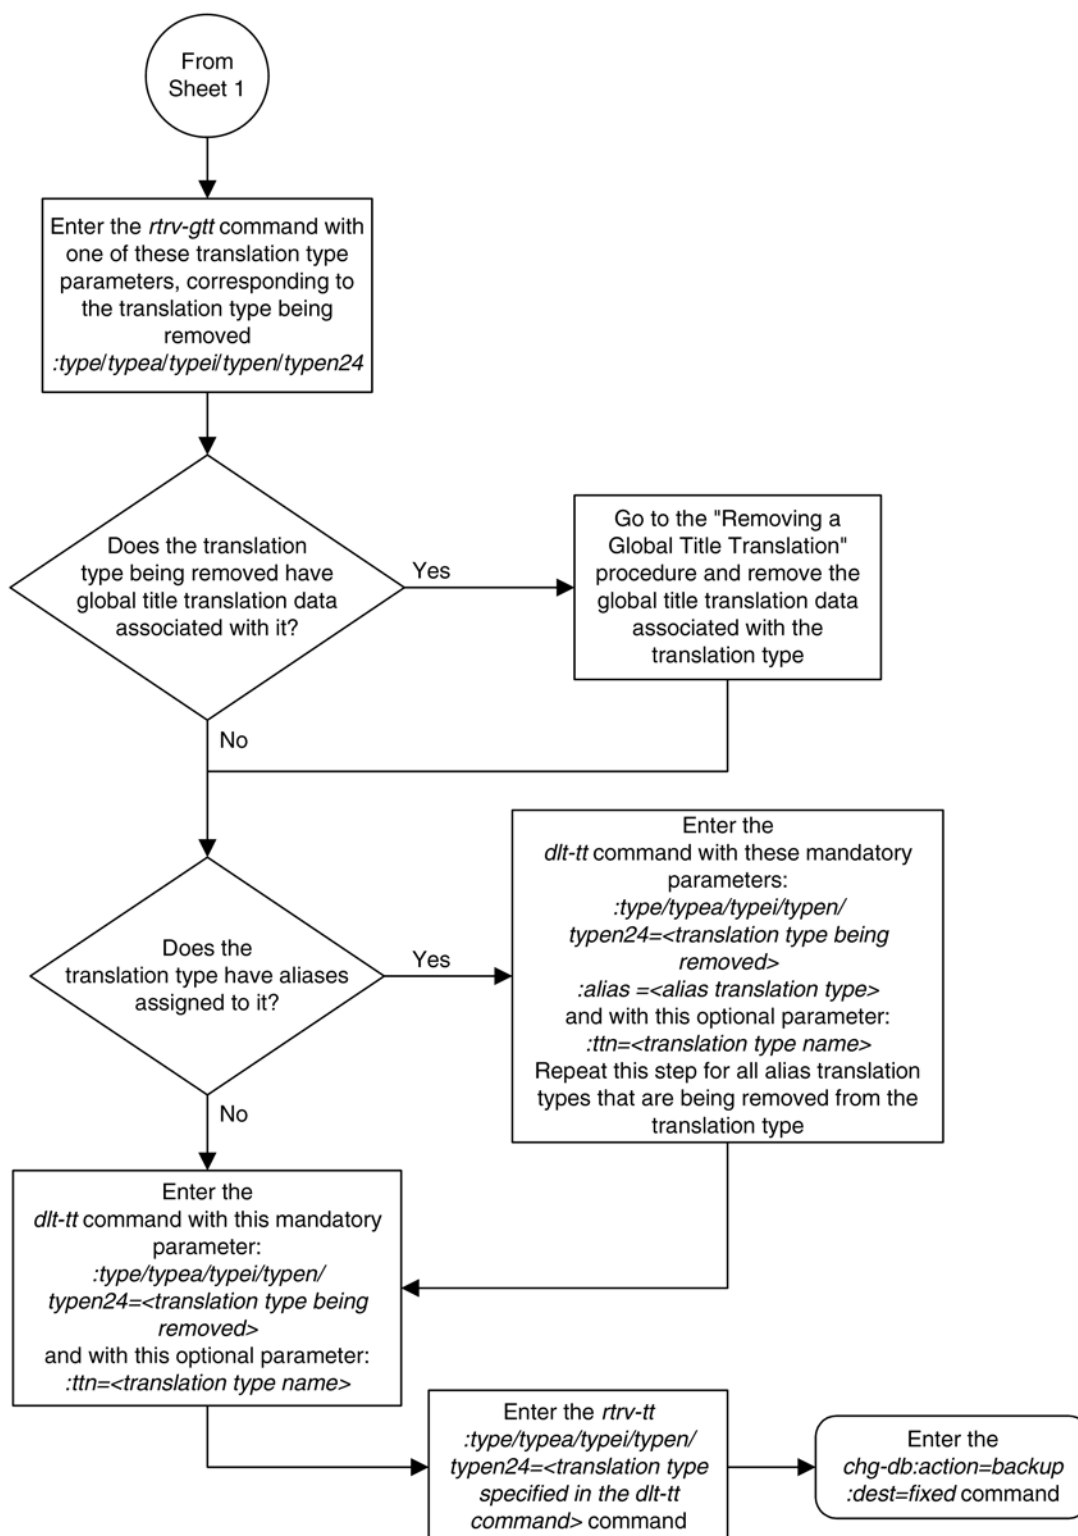 From
Sheet 1
Enter the rtrv-gtt command with
one of these translation type
parameters, corresponding to
the translation type being
removed
:type/typea/typei/typen/typen24
Does the translation
type being removed have
global title translation data
associated with it?
Yes
Go to the "Removing a
Global Title Translation"
procedure and remove the
global title translation data
associated with the
translation type
No
Does the
translation type have aliases
assigned to it?
Yes
Enter the
dlt-tt command with these mandatory
parameters:
:type/typea/typei/typen/
typen24=<translation type being
removed>
:alias =<alias translation type>
and with this optional parameter:
:ttn=<translation type name>
Repeat this step for all alias translation
types that are being removed from the
translation type
No
Enter the
dlt-tt command with this mandatory
parameter:
:type/typea/typei/typen/
typen24=<translation type being
removed>
and with this optional parameter:
:ttn=<translation type name>
Enter the rtrv-tt
:type/typea/typei/typen/
typen24=<translation type
specified in the dlt-tt
command> command
Enter the
chg-db:action=backup
:dest=fixed command